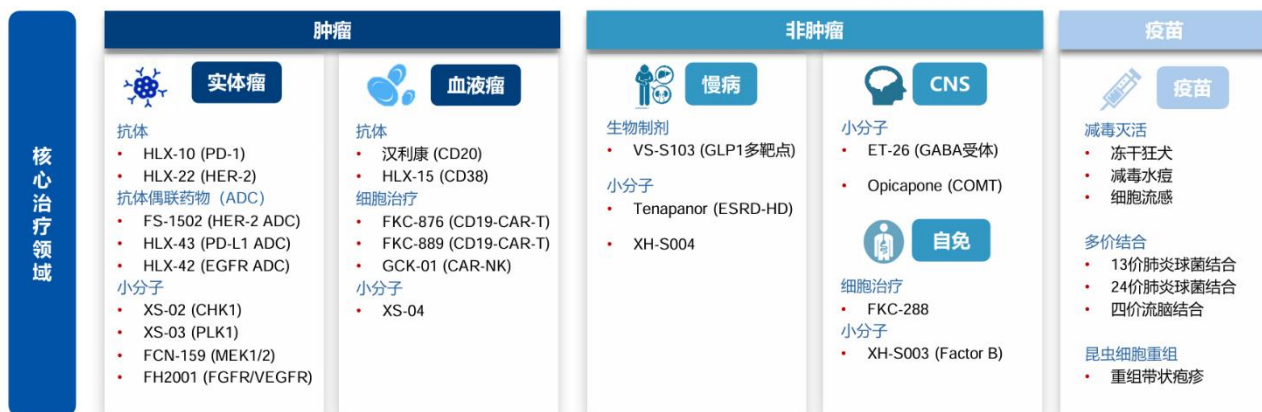 核心治疗领域
肿瘤
实体瘤
抗体
• HLX-10 (PD-1)
• HLX-22 (HER-2)
抗体偶联药物（ADC）
• FS-1502 (HER-2 ADC)
• HLX-43 (PD-L1 ADC)
• HLX-42 (EGFR ADC)
小分子
• XS-02 (CHK1)
• XS-03 (PLK1)
• FCN-159 (MEK1/2)
• FH2001 (FGFR/VEGFR)
血液瘤
抗体
• 汉利康 (CD20)
• HLX-15 (CD38)
细胞治疗
• FKC-876 (CD19-CAR-T)
• FKC-889 (CD19-CAR-T)
• GCK-01 (CAR-NK)
小分子
• XS-04
非肿瘤
慢病
生物制剂
• VS-S103 (GLP1多靶点)
小分子
• Tenapanor (ESRD-HD)
• XH-S004
CNS
小分子
• ET-26 (GABA受体)
• Opicapone (COMT)
自免
细胞治疗
• FKC-288
小分子
• XH-S003 (Factor B)
疫苗
疫苗
减毒灭活
• 冻干狂犬
• 减毒水痘
• 细胞流感
多价结合
• 13价肺炎球菌结合
• 24价肺炎球菌结合
• 四价流脑结合
昆虫细胞重组
• 重组带状疱疹